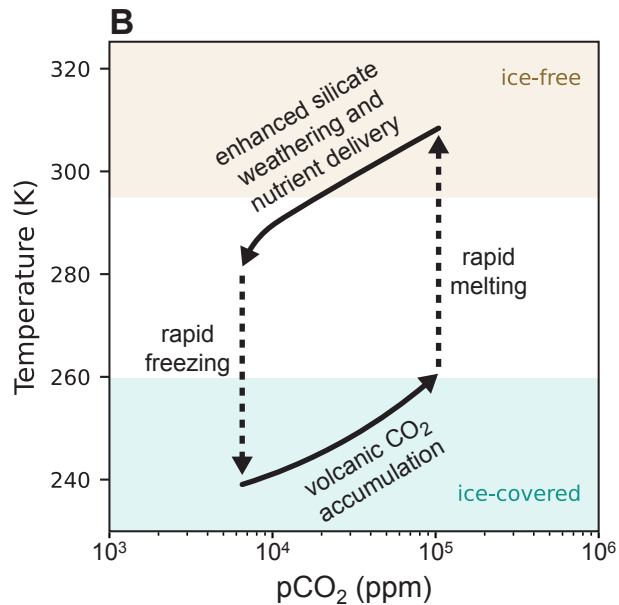 B
320
300
280
260
240
Temperature (K)
ice-free
enhanced silicate
weathering and
nutrient delivery
rapid
melting
rapid
freezing
volcanic CO₂
accumulation
ice-covered
10³
10⁴
10⁵
10⁶
pCO₂ (ppm)